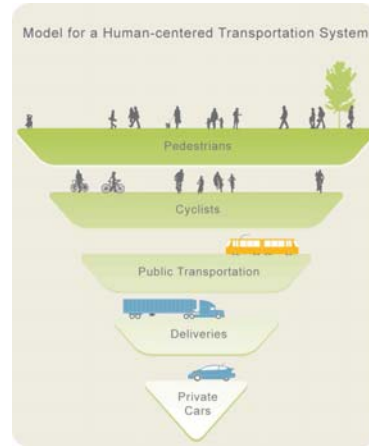 Model for a Human-centered Transportation System
Pedestrians
Cyclists
Public Transportation
Deliveries
Private
Cars